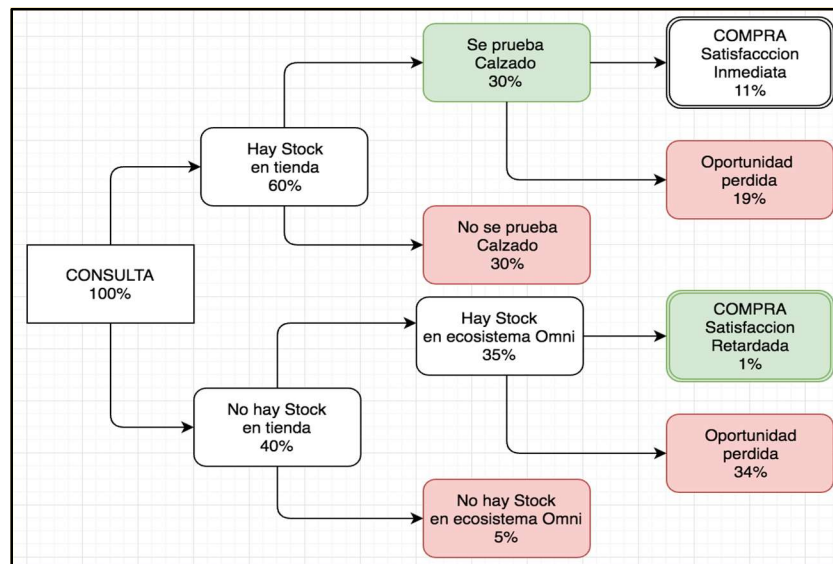 CONSULTA
100%
Hay Stock
en tienda
60%
Se prueba
Calzado
30%
COMPRA
Satisfacccion
Inmediata
11%
Oportunidad
perdida
19%
No se prueba
Calzado
30%
No hay Stock
en tienda
40%
Hay Stock
en ecosistema Omni
35%
COMPRA
Satisfaccion
Retardada
1%
Oportunidad
perdida
34%
No hay Stock
en ecosistema Omni
5%